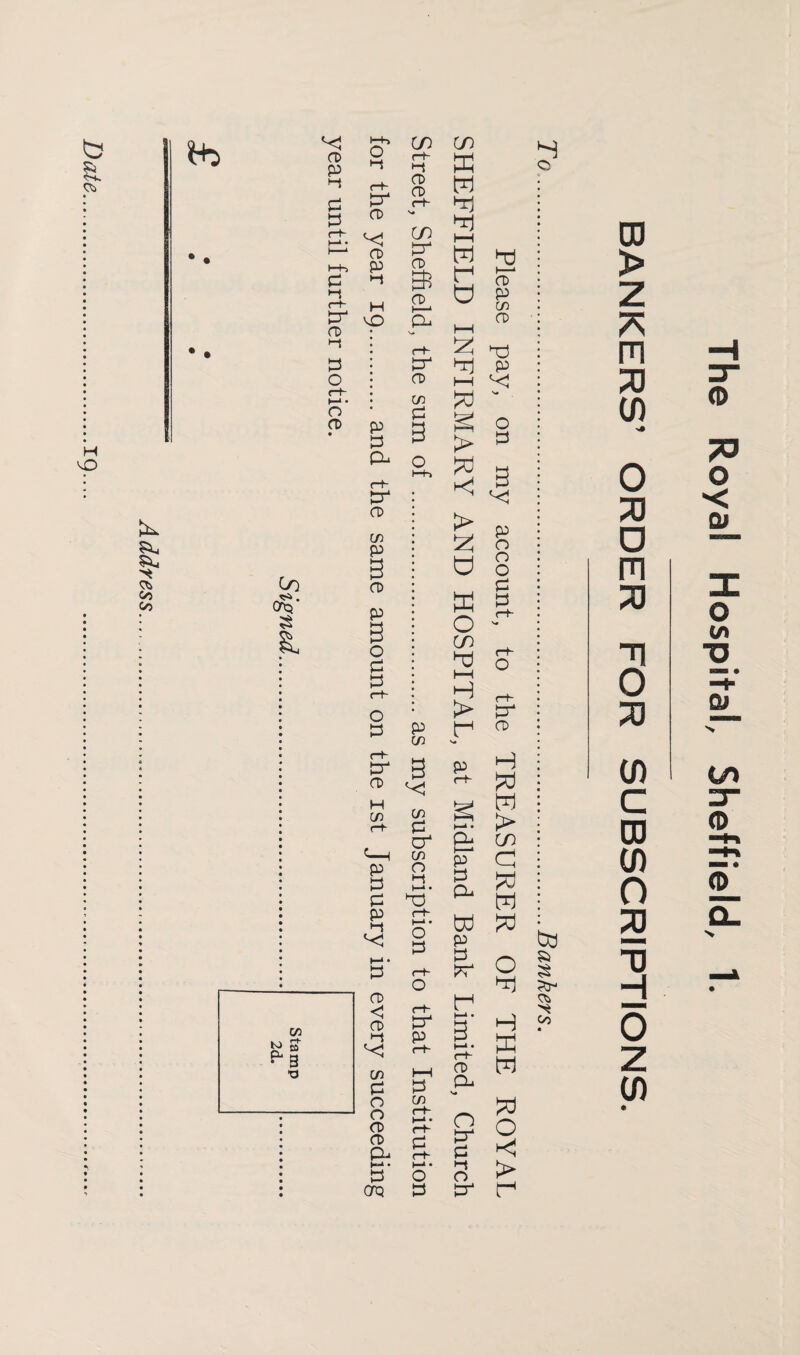 The Royal Hospital, Sheffield, 1.
BANKERS' ORDER FOR SUBSCRIPTIONS.
To..............................Bankers.
Please pay, on my account, to the TREASURER OF THE ROYAL
SHEFFIELD INFIRMARY AND HOSPITAL, at Midland Bank Limited, Church
Street, Sheffield, the sum of .............................. as my subscription to that Institution
for the year 19......... and the same amount on the 1st January in every succeeding
year until further notice.
£ : :
Signed..............................
Stamp
2d.
Address..............................
Date..............................19....